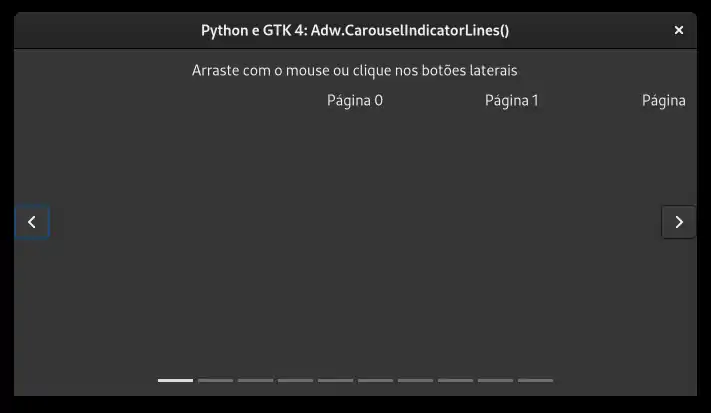 Python e GTK 4: Adw.CarouselIndicatorLines()
Arraste com o mouse ou clique nos botões laterais
Página 0 Página 1 Página